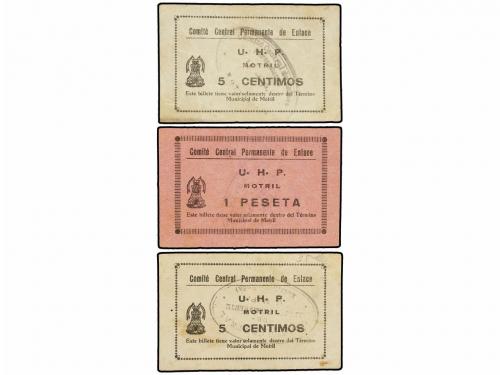 Comité Central Permanente de Enlace
U. H. P.
MOTRIL
5 CENTIMOS
Este billete tiene valor solamente dentro del Término
Municipal de Motril
Comité Central Permanente de Enlace
U. H. P.
MOTRIL
1 PESETA
Este billete tiene valor solamente dentro del Término
Municipal de Motril
Comité Central Permanente de Enlace
U. H. P.
MOTRIL
5 CENTIMOS
Este billete tiene valor solamente dentro del Término
Municipal de Motril